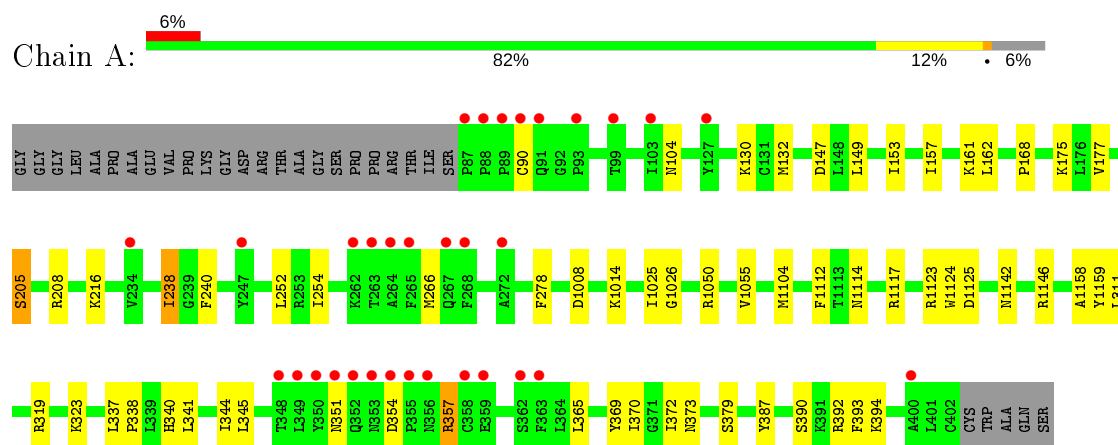 6%
Chain A:
82% 12% • 6%
GLY GLY GLY LEU ALA PRO ALA GLU VAL PRO LYS GLY ASP ARG THR ALA GLY SER PRO PRO ARG THR ILE SER P87 P88 P89 C90 Q91 G92 P93 T99 I103 N104 Y127 K130 C131 M132 D147 L148 L149 I153 I157 K161 L162 P168 K175 L176 V177
S205 R208 K216 V234 I238 G239 F240 Y247 L252 R253 I254 K262 T263 A264 F265 M266 Q267 F268 A272 F278 D1008 K1014 I1025 G1026 R1050 V1055 M1104 F1112 T1113 N1114 R1117 R1123 W1124 D1125 N1142 R1146 A1158 Y1159
R319 K323 L337 P338 L339 H340 L341 I344 L345 T348 L349 Y350 N351 Q352 N353 D354 P355 N356 R357 C358 E359 S362 F363 L364 L365 Y369 I370 G371 I372 N373 S379 Y387 S390 K391 R392 F393 K394 A400 L401 C402 CYS TRP ALA GLN SER